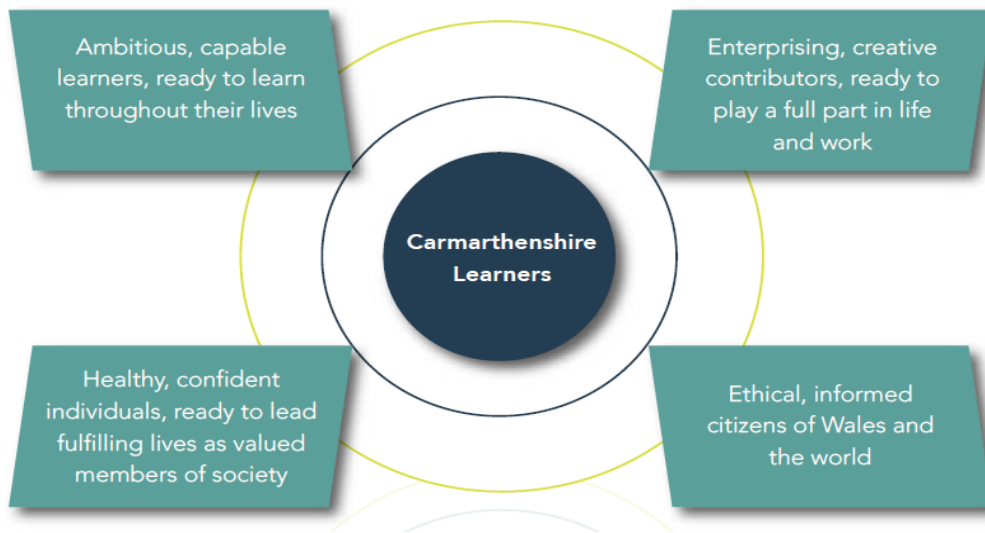 Ambitious, capable
learners, ready to learn
throughout their lives
Enterprising, creative
contributors, ready to
play a full part in life
and work
Carmarthenshire
Learners
Healthy, confident
individuals, ready to lead
fulfilling lives as valued
members of society
Ethical, informed
citizens of Wales and
the world